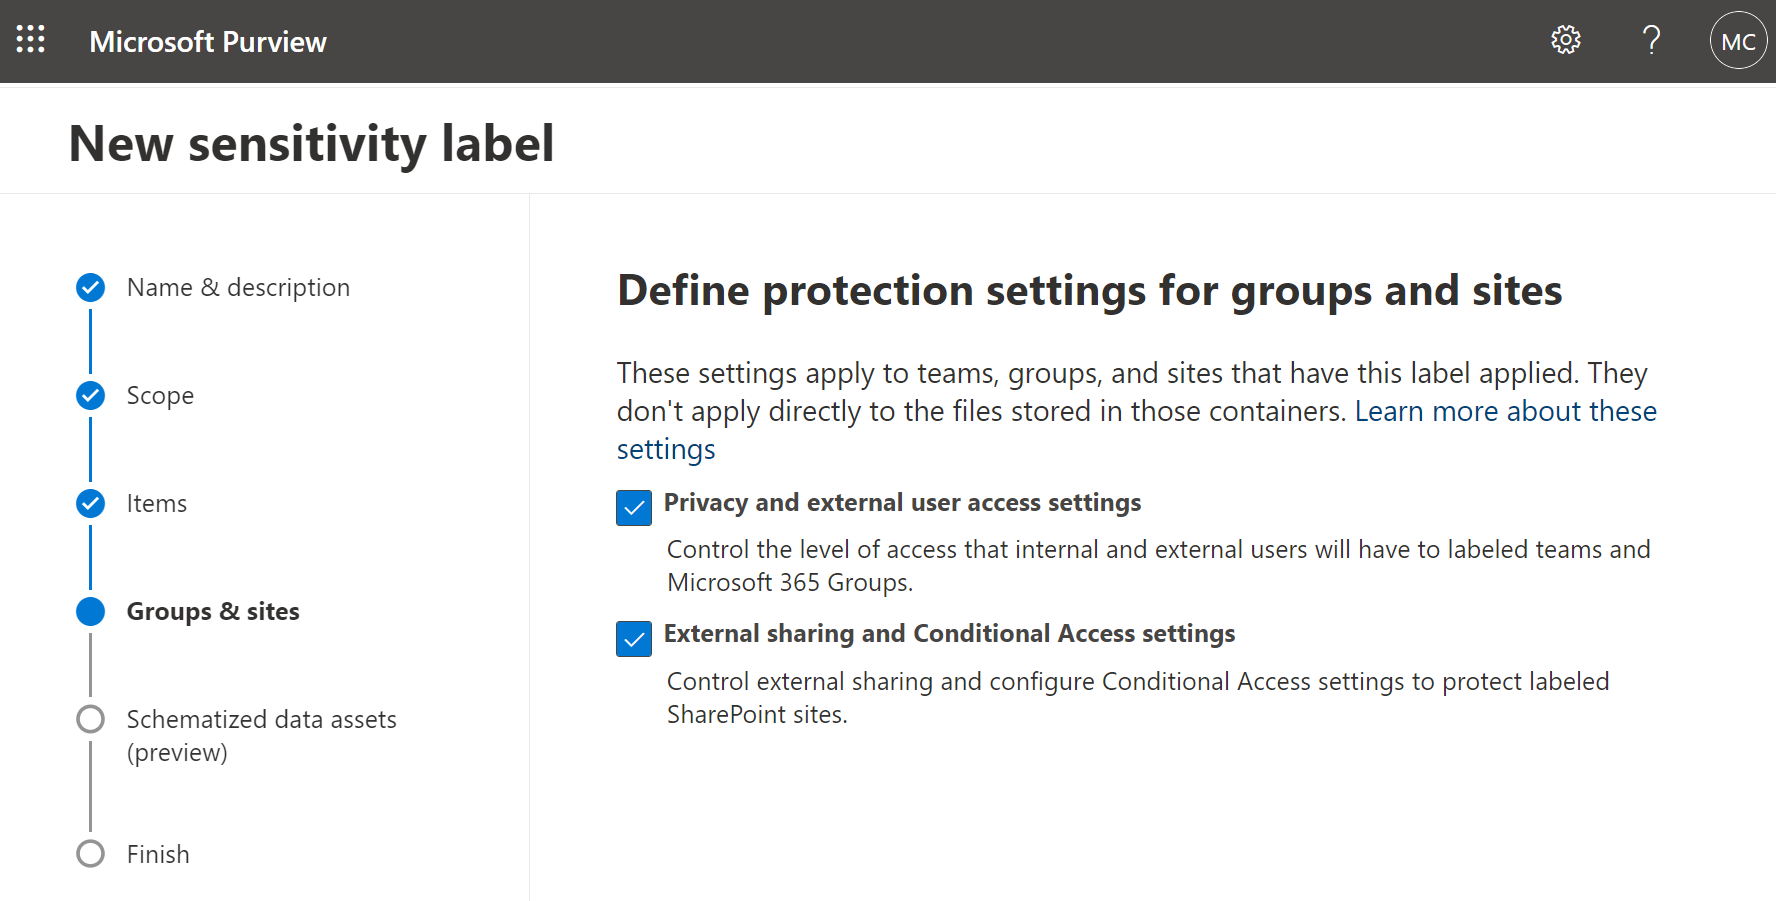 Microsoft Purview
?
MC
New sensitivity label
Name & description
Scope
Items
Groups & sites
Schematized data assets
(preview)
Finish
Define protection settings for groups and sites
These settings apply to teams, groups, and sites that have this label applied. They
don't apply directly to the files stored in those containers. Learn more about these
settings
Privacy and external user access settings
Control the level of access that internal and external users will have to labeled teams and
Microsoft 365 Groups.
External sharing and Conditional Access settings
Control external sharing and configure Conditional Access settings to protect labeled
SharePoint sites.